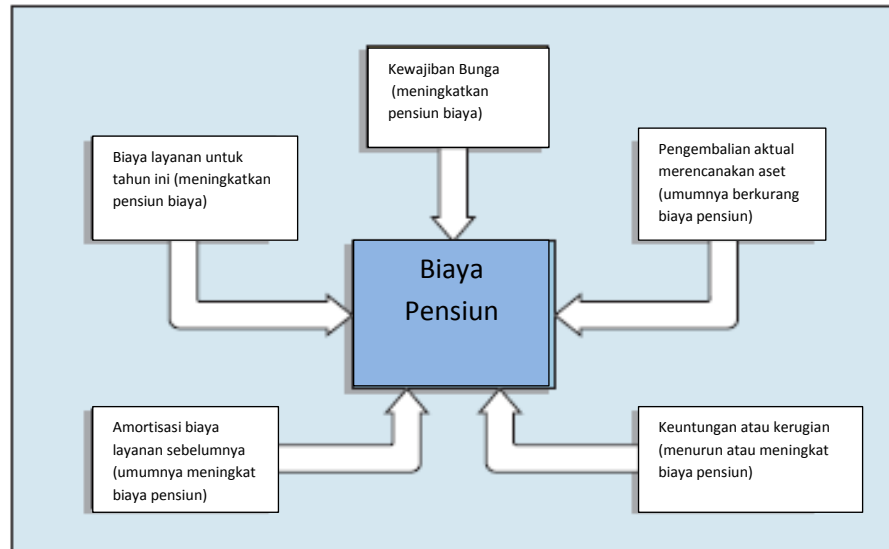 Kewajiban Bunga
(meningkatkan
pensiun biaya)
Biaya layanan untuk
tahun ini (meningkatkan
pensiun biaya)
Pengembalian aktual
merencanakan aset
(umumnya berkurang
biaya pensiun)
Biaya
Pensiun
Amortisasi biaya
layanan sebelumnya
(umumnya meningkat
biaya pensiun)
Keuntungan atau kerugian
(menurun atau meningkat
biaya pensiun)